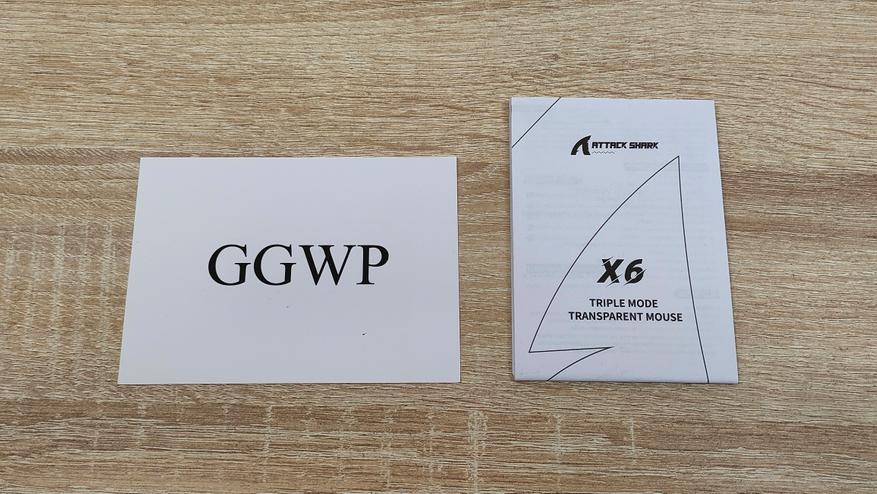 GGWP
ATTACK SHARK
X6
TRIPLE MODE
TRANSPARENT MOUSE